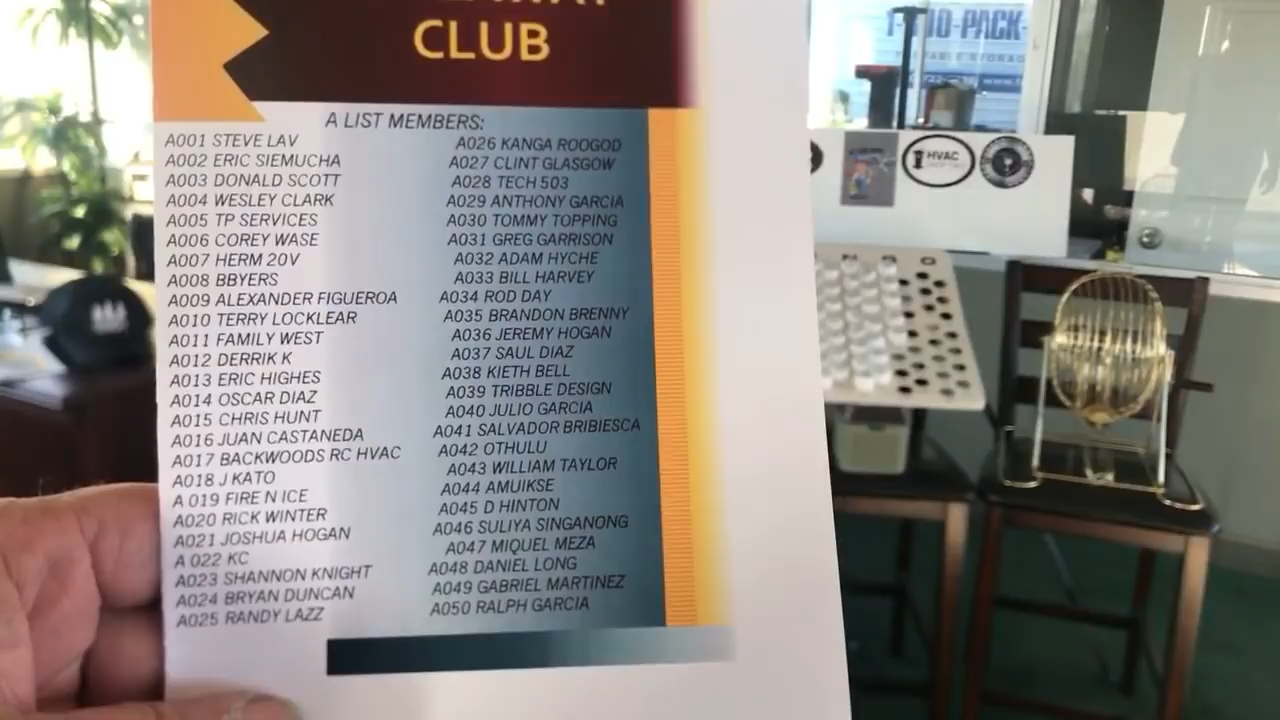 CLUB
A LIST MEMBERS:
A001 STEVE LAV
A002 ERIC SIEMUCHA
A003 DONALD SCOTT
A004 WESLEY CLARK
A005 TP SERVICES
A006 COREY WASE
A007 HERM 20V
A008 BBYERS
A009 ALEXANDER FIGUEROA
A010 TERRY LOCKLEAR
A011 FAMILY WEST
A012 DERRIK K
A013 ERIC HIGHES
A014 OSCAR DIAZ
A015 CHRIS HUNT
A016 JUAN CASTANEDA
A017 BACKWOODS RC HVAC
A018 J KATO
A 019 FIRE N ICE
A020 RICK WINTER
A021 JOSHUA HOGAN
A 022 KC
A023 SHANNON KNIGHT
A024 BRYAN DUNCAN
A025 RANDY LAZZ
A026 KANGA ROOGOD
A027 CLINT GLASGOW
A028 TECH 503
A029 ANTHONY GARCIA
A030 TOMMY TOPPING
A031 GREG GARRISON
A032 ADAM HYCHE
A033 BILL HARVEY
A034 ROD DAY
A035 BRANDON BRENNY
A036 JEREMY HOGAN
A037 SAUL DIAZ
A038 KIETH BELL
A039 TRIBBLE DESIGN
A040 JULIO GARCIA
A041 SALVADOR BRIBIESCA
A042 OTHULU
A043 WILLIAM TAYLOR
A044 AMUIKSE
A045 D HINTON
A046 SULIYA SINGANONG
A047 MIQUEL MEZA
A048 DANIEL LONG
A049 GABRIEL MARTINEZ
A050 RALPH GARCIA
HVAC
N G O